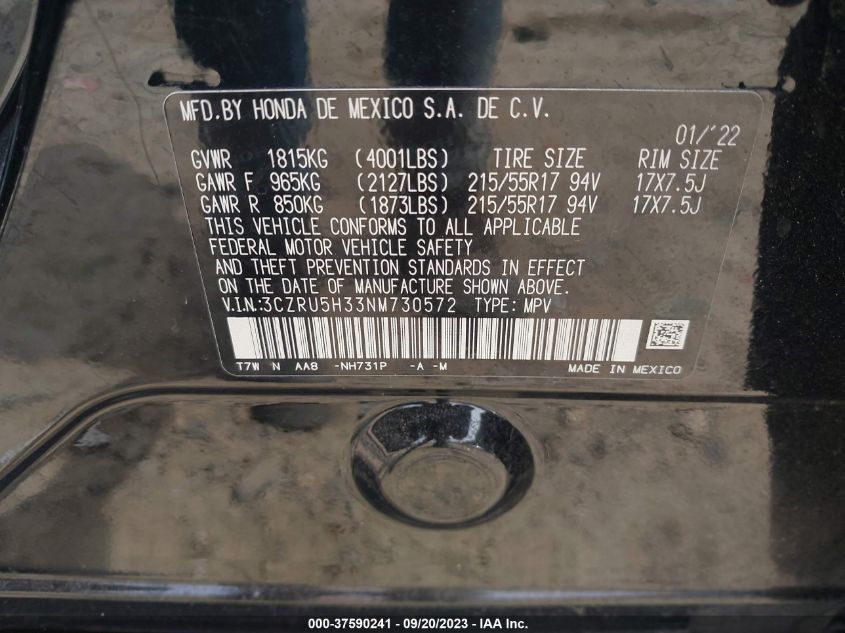 MFD.BY HONDA DE MEXICO S.A. DE C.V.
01/'22
GVWR 1815KG (4001LBS) TIRE SIZE RIM SIZE
GAWR F 965KG (2127LBS) 215/55R17 94V 17X7.5J
GAWR R 850KG (1873LBS) 215/55R17 94V 17X7.5J
THIS VEHICLE CONFORMS TO ALL APPLICABLE
FEDERAL MOTOR VEHICLE SAFETY
AND THEFT PREVENTION STANDARDS IN EFFECT
ON THE DATE OF MANUFACTURE SHOWN ABOVE.
V.I.N:3CZRU5H33NM730572 TYPE: MPV
T7W N AA8 -NH731P -A -M MADE IN MEXICO
000-37590241 - 09/20/2023 - IAA Inc.